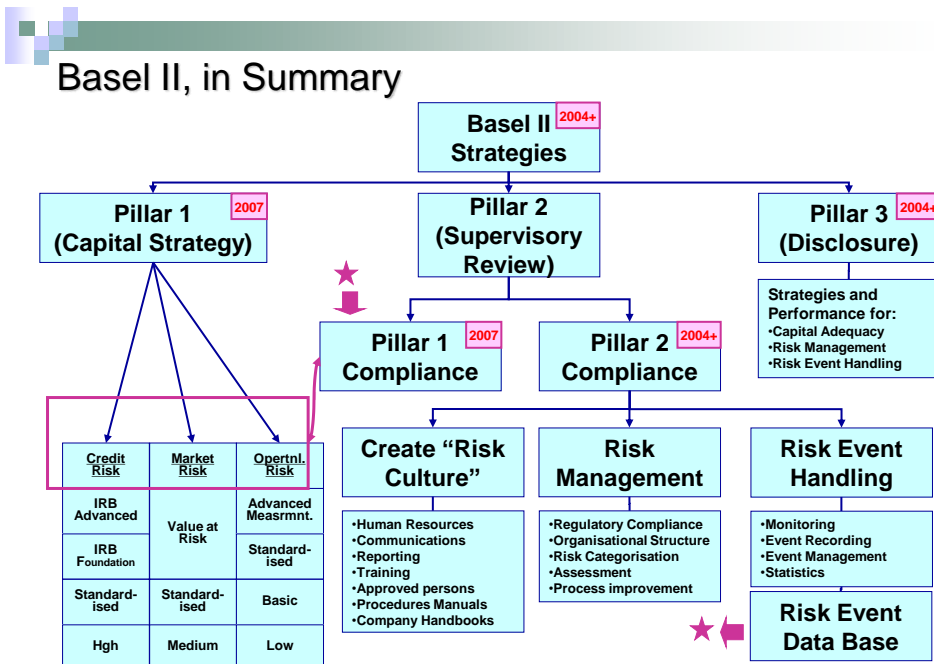 Basel II, in Summary
Basel II
Strategies
2004+
Pillar 1
(Capital Strategy)
2007
Pillar 2
(Supervisory
Review)
Pillar 3
(Disclosure)
2004+
Strategies and
Performance for:
•Capital Adequacy
•Risk Management
•Risk Event Handling
Pillar 1
Compliance
2007
Pillar 2
Compliance
2004+
Credit
Risk
Market
Risk
Opertnl.
Risk
IRB
Advanced
Value at
Risk
Advanced
Measrmnt.
IRB
Foundation
Standard-
ised
Standard-
ised
Standard-
ised
Basic
Hgh
Medium
Low
Create “Risk
Culture”
•Human Resources
•Communications
•Reporting
•Training
•Approved persons
•Procedures Manuals
•Company Handbooks
Risk
Management
•Regulatory Compliance
•Organisational Structure
•Risk Categorisation
•Assessment
•Process improvement
Risk Event
Handling
•Monitoring
•Event Recording
•Event Management
•Statistics
Risk Event
Data Base